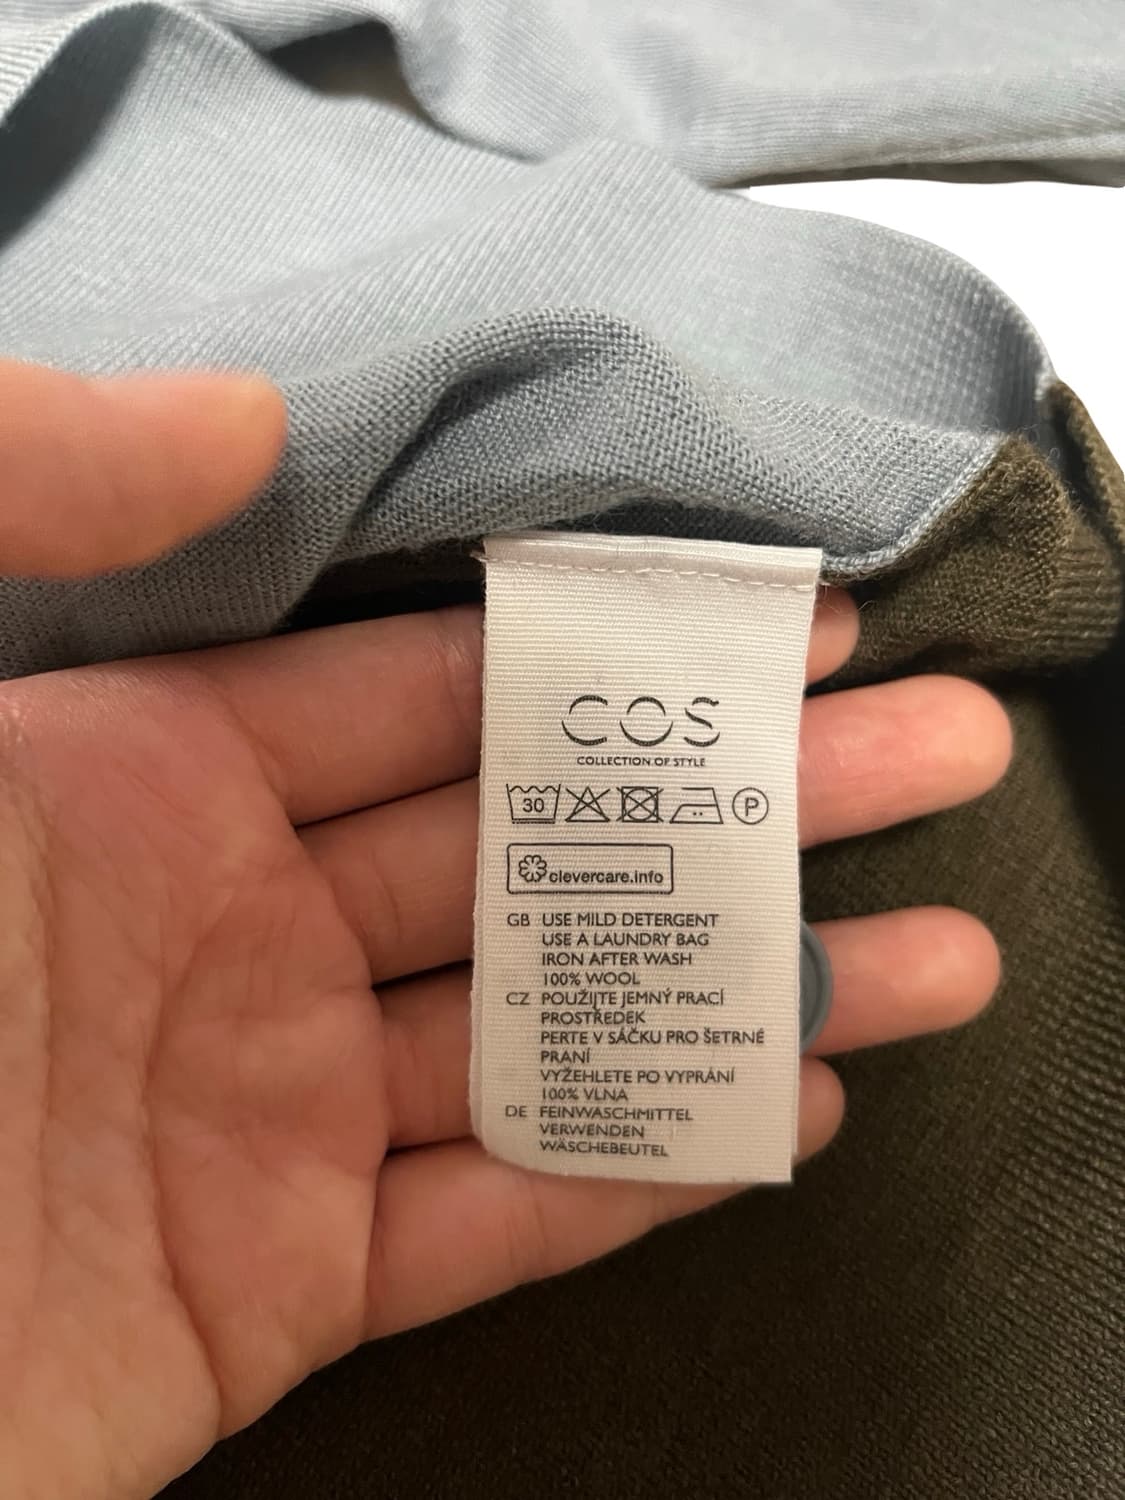 COS
COLLECTION OF STYLE
30 P
clevercare.info
GB USE MILD DETERGENT
USE A LAUNDRY BAG
IRON AFTER WASH
100% WOOL
CZ POUŽIJTE JEMNÝ PRACÍ
PROSTŘEDEK
PERTE V SÁČKU PRO ŠETRNÉ
PRANÍ
VYŽEHLETE PO VYPRÁNÍ
100% VLNA
DE FEINWASCHMITTEL
VERWENDEN
WÄSCHEBEUTEL